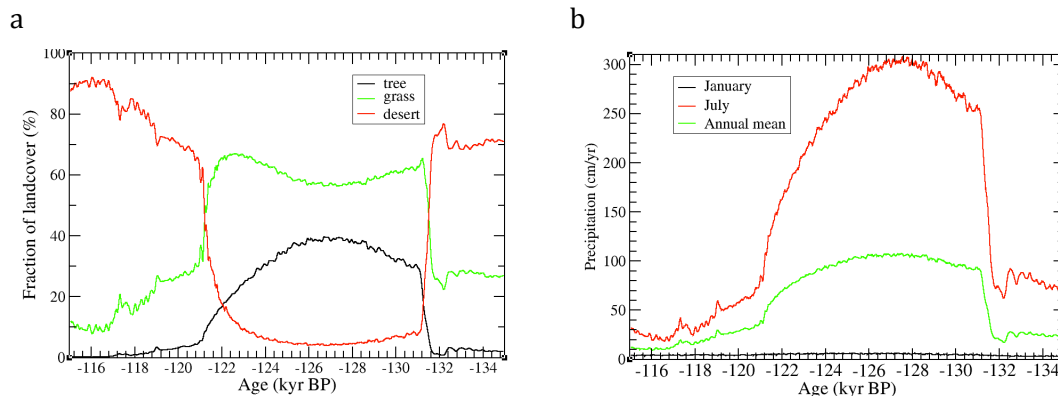 a
b
100
80
60
40
20
0
Fraction of landcover (%)
tree
grass
desert
-116 -118 -120 -122 -124 -126 -128 -130 -132 -134
Age (kyr BP)
300
250
200
150
100
50
0
Precipitation (cm/yr)
January
July
Annual mean
-116 -118 -120 -122 -124 -126 -128 -130 -132 -134
Age (kyr BP)